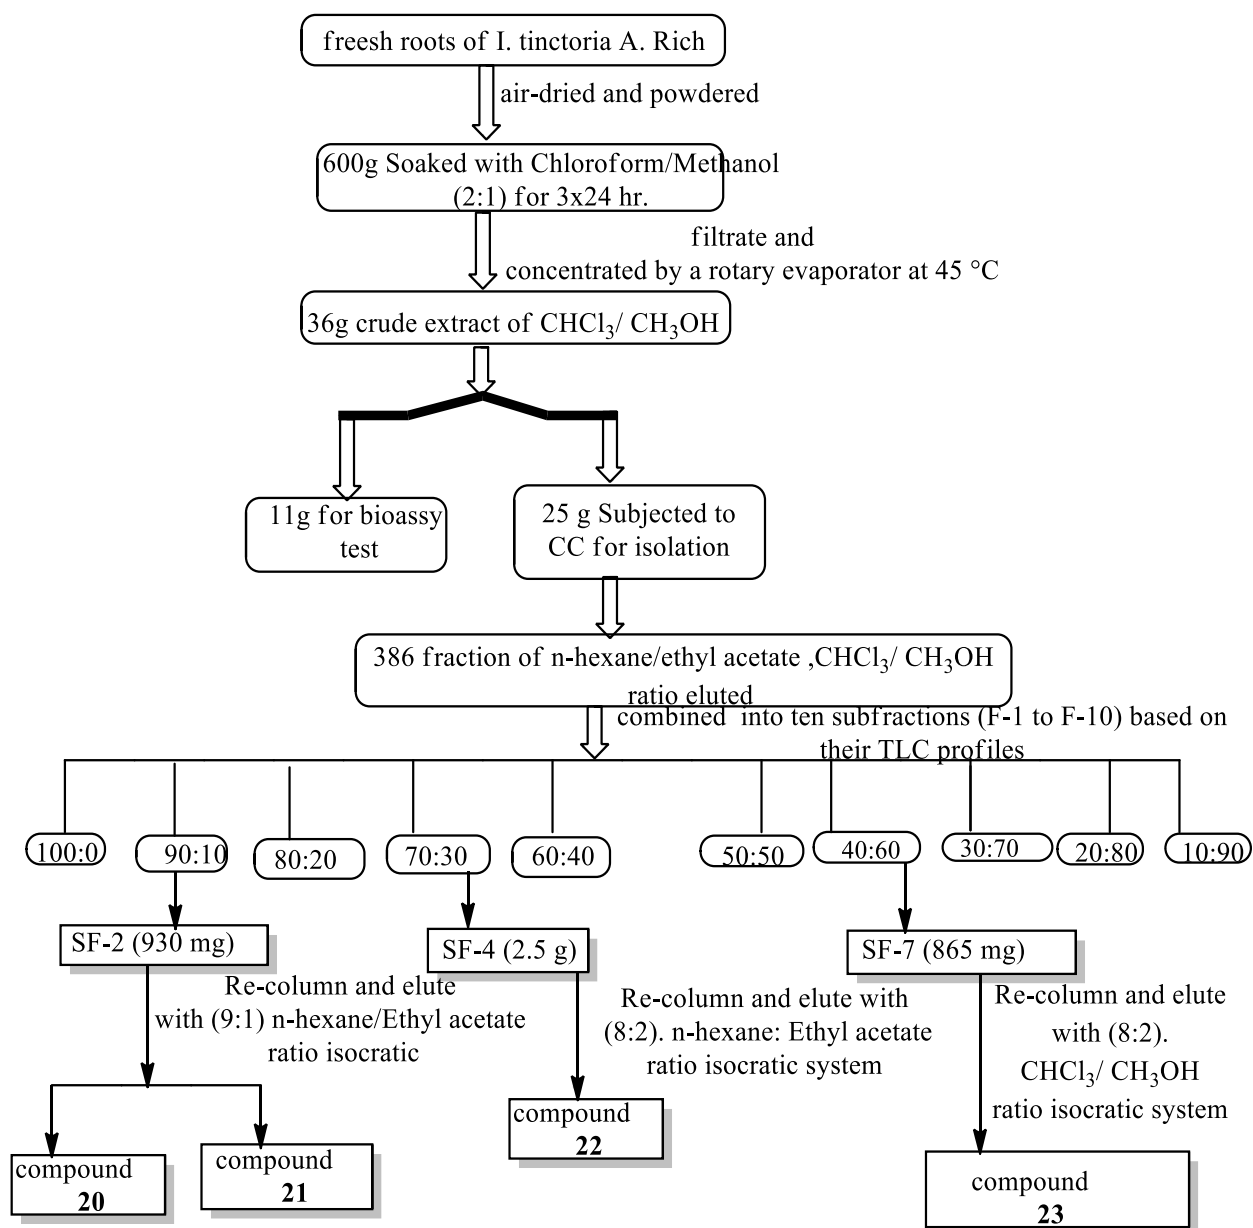 freesh roots of I. tinctoria A. Rich
air-dried and powdered
600g Soaked with Chloroform/Methanol
(2:1) for 3x24 hr.
filtrate and
concentrated by a rotary evaporator at 45 °C
36g crude extract of CHCl₃/ CH₃OH
11g for bioassy
test
25 g Subjected to
CC for isolation
386 fraction of n-hexane/ethyl acetate ,CHCl₃/ CH₃OH
ratio eluted
combined into ten subfractions (F-1 to F-10) based on
their TLC profiles
100:0
90:10
80:20
70:30
60:40
50:50
40:60
30:70
20:80
10:90
SF-2 (930 mg)
SF-4 (2.5 g)
SF-7 (865 mg)
Re-column and elute
with (9:1) n-hexane/Ethyl acetate
ratio isocratic
Re-column and elute with
(8:2). n-hexane: Ethyl acetate
ratio isocratic system
Re-column and elute
with (8:2).
CHCl₃/ CH₃OH
ratio isocratic system
compound
20
compound
21
compound
22
compound
23